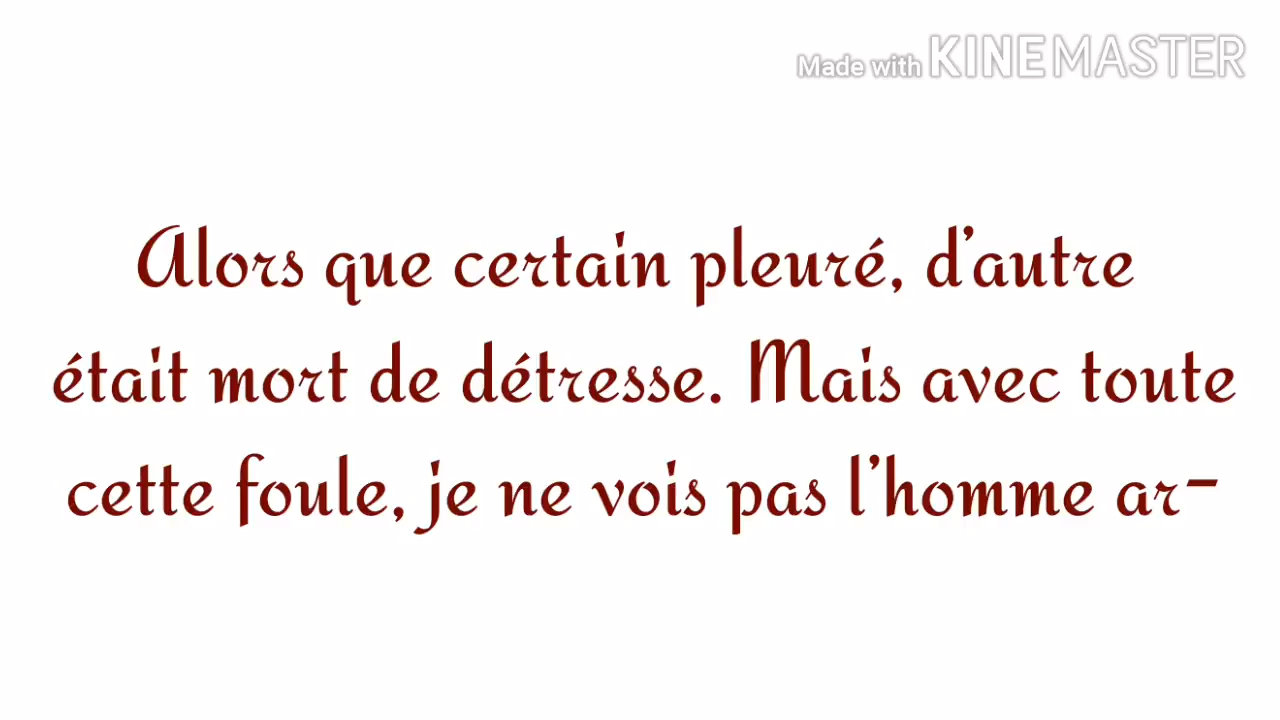 Made with KINEMASTER
Alors que certain pleuré, d'autre
était mort de détresse. Mais avec toute
cette foule, je ne vois pas l'homme ar-